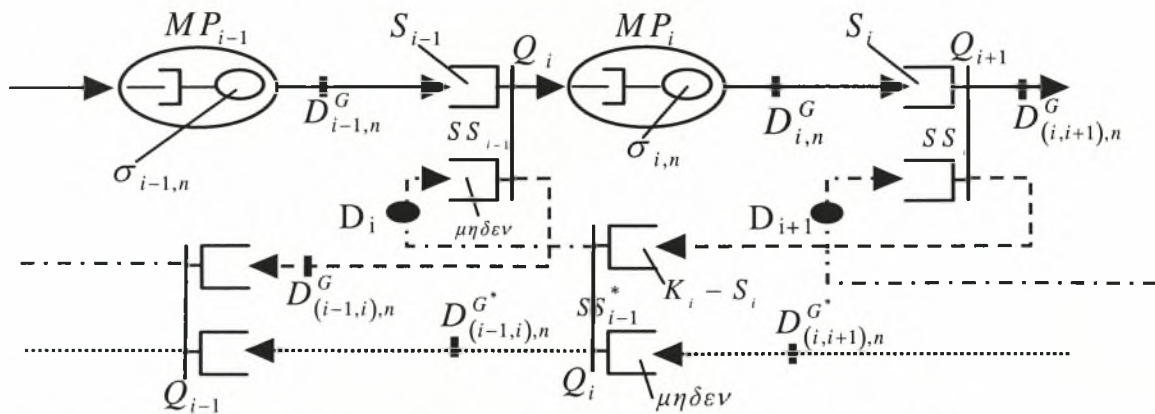 MP_{i-1} S_{i-1} Q_i MP_i S_i Q_{i+1}
D^G_{i-1,n} SS_{i-1} D^G_{i,n} SS_i D^G_{(i,i+1),n}
σ_{i-1,n} σ_{i,n}
D_i μηδεν D_{i+1}
D^G_{(i-1,i),n} SS^*_{i-1} K_i - S_i
D^{G*}_{(i-1,i),n} D^{G*}_{(i,i+1),n}
Q_{i-1} Q_i μηδεν